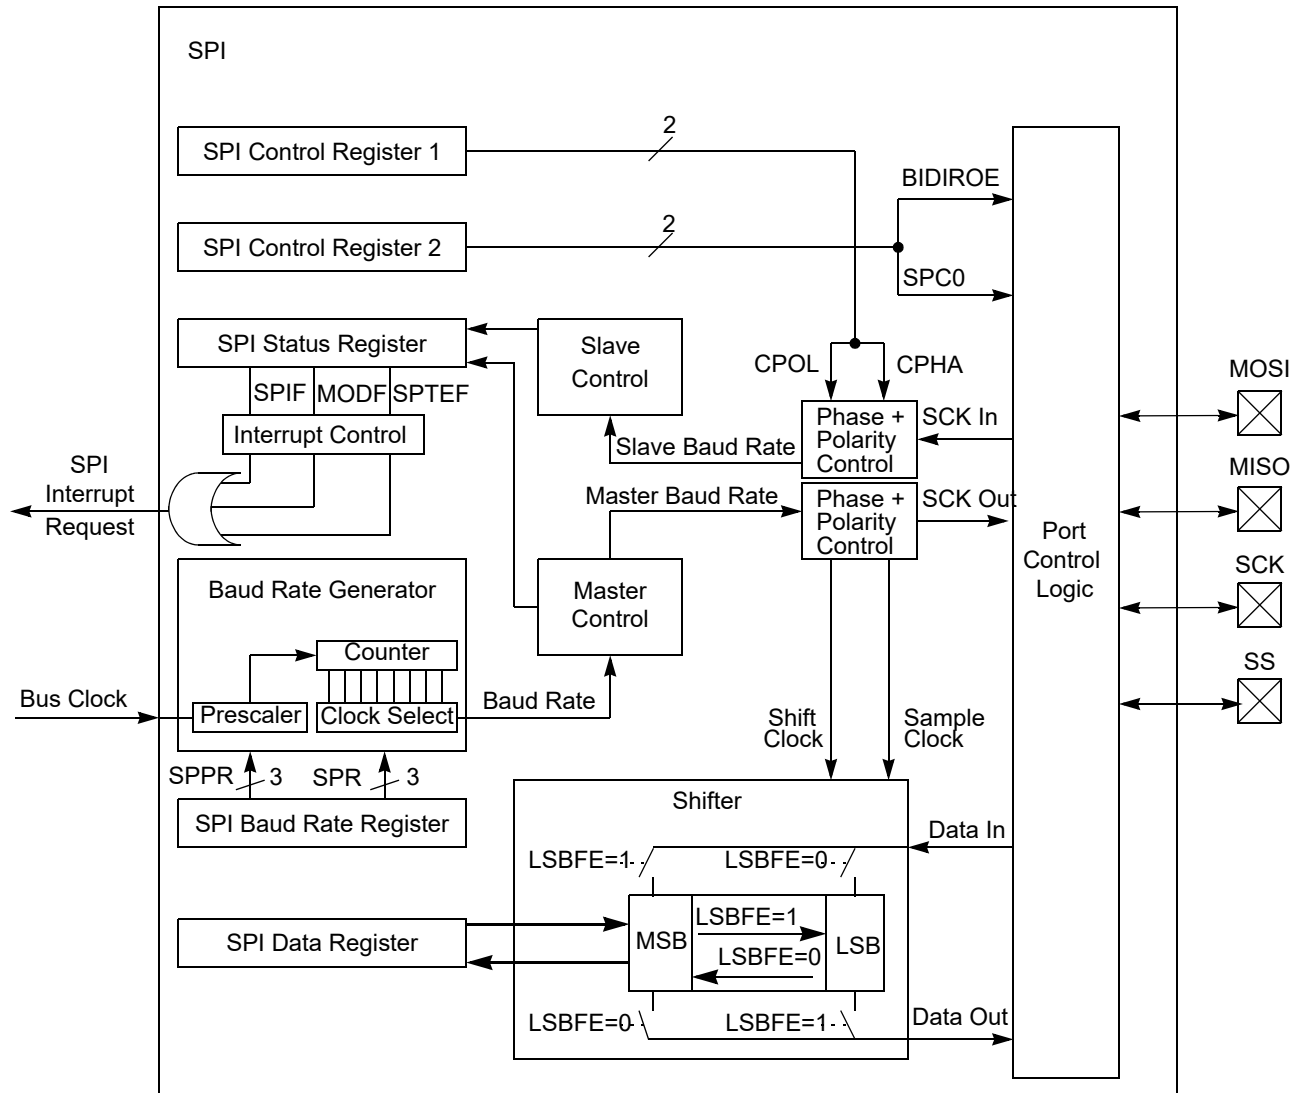 SPI
SPI Control Register 1
2
BIDIROE
SPI Control Register 2
2
SPC0
SPI Status Register
Slave
Control
CPOL
CPHA
MOSI
SPIF
MODF
SPTEF
Interrupt Control
Phase +
Polarity
Control
SCK In
Slave Baud Rate
SPI
Interrupt
Request
MISO
Master Baud Rate
Phase +
Polarity
Control
SCK Out
Port
Control
Logic
SCK
Baud Rate Generator
Master
Control
Counter
SS
Bus Clock
Prescaler
Clock Select
Baud Rate
Shift
Clock
Sample
Clock
SPPR
3
SPR
3
SPI Baud Rate Register
Shifter
Data In
LSBFE=1
LSBFE=0
SPI Data Register
MSB
LSBFE=1
LSBFE=0
LSB
LSBFE=0
LSBFE=1
Data Out